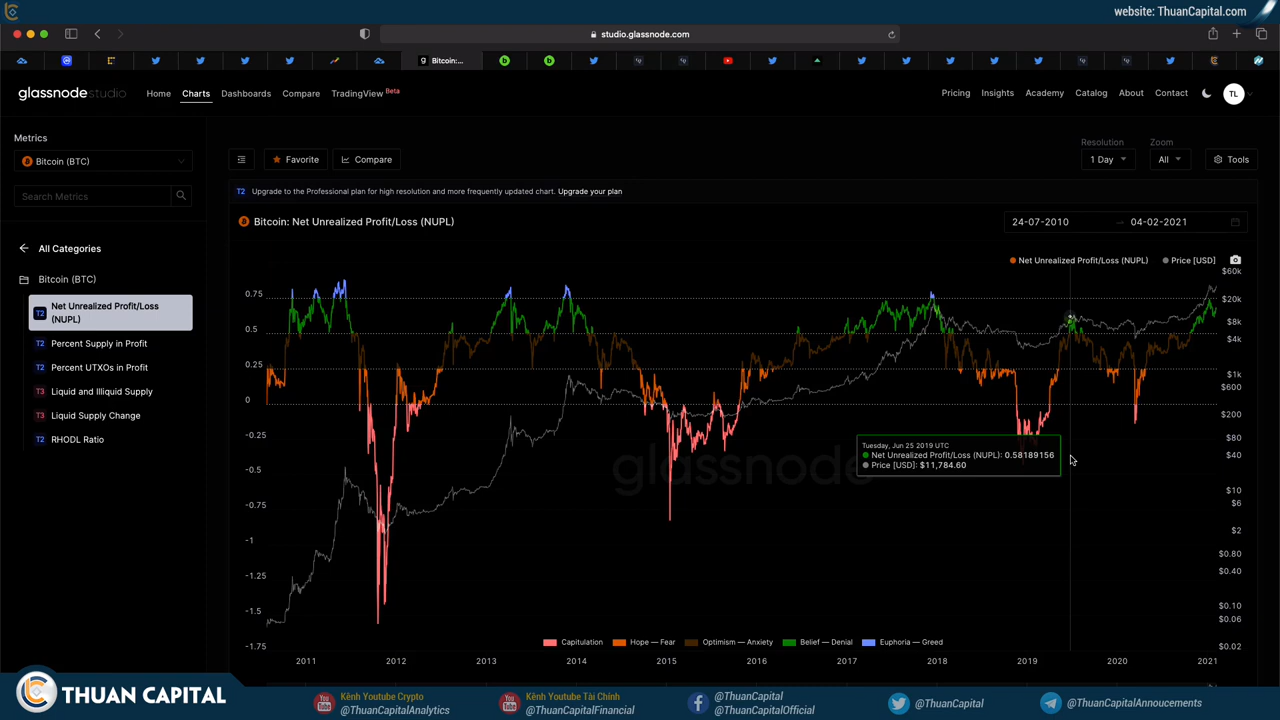 website: ThuanCapital.com
studio.glassnode.com
Bitcoin:...
glassnodestudio
Home
Charts
Dashboards
Compare
TradingView Beta
Pricing
Insights
Academy
Catalog
About
Contact
TL
Metrics
Bitcoin (BTC)
Search Metrics
All Categories
Bitcoin (BTC)
T2 Net Unrealized Profit/Loss
(NUPL)
T2 Percent Supply in Profit
T2 Percent UTXOs in Profit
T3 Liquid and Illiquid Supply
T3 Liquid Supply Change
T2 RHODL Ratio
Favorite
Compare
Resolution
1 Day
Zoom
All
Tools
T2 Upgrade to the Professional plan for high resolution and more frequently updated chart. Upgrade your plan
Bitcoin: Net Unrealized Profit/Loss (NUPL)
24-07-2010 → 04-02-2021
Net Unrealized Profit/Loss (NUPL) Price [USD]
0.75
0.5
0.25
0
-0.25
-0.5
-0.75
-1
-1.25
-1.5
-1.75
$60k
$20k
$8k
$4k
$1k
$600
$200
$80
$40
$10
$6
$2
$0.80
$0.40
$0.10
$0.06
$0.02
glassnode
Tuesday, Jun 25 2019 UTC
Net Unrealized Profit/Loss (NUPL): 0.58189156
Price [USD]: $11,784.60
Capitulation Hope — Fear Optimism — Anxiety Belief — Denial Euphoria — Greed
2011 2012 2013 2014 2015 2016 2017 2018 2019 2020 2021
THUAN CAPITAL
Kênh Youtube Crypto
@ThuanCapitalAnalytics
Kênh Youtube Tài Chính
@ThuanCapitalFinancial
@ThuanCapital
@ThuanCapitalOfficial
@ThuanCapital
@ThuanCapitalAnnoucements